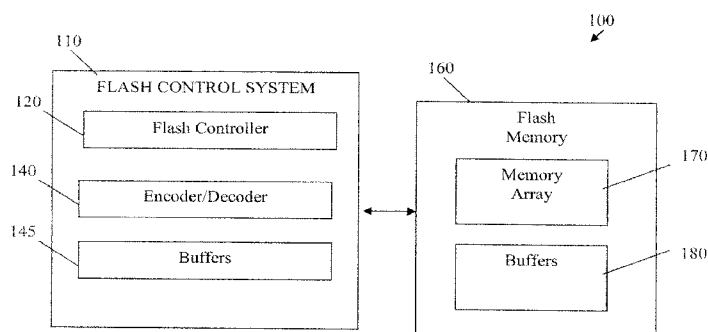 100
110
FLASH CONTROL SYSTEM
120
Flash Controller
140
Encoder/Decoder
145
Buffers
160
Flash
Memory
Memory
Array
170
Buffers
180